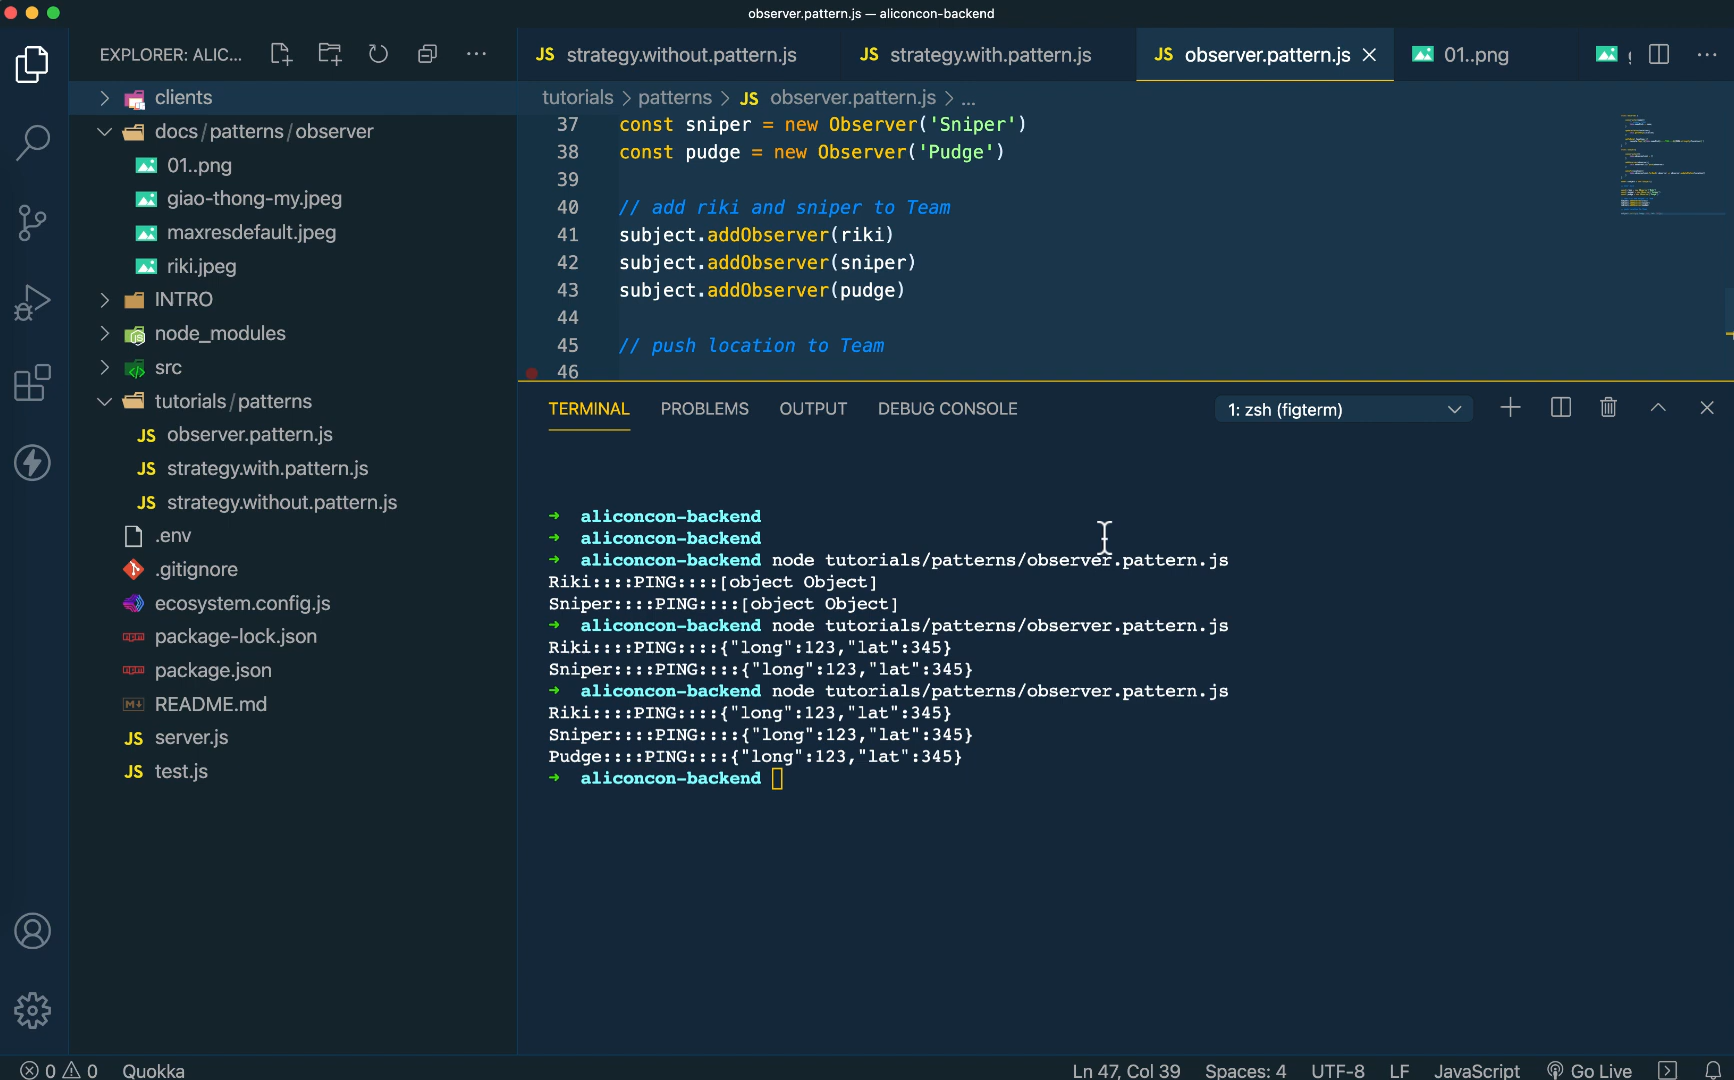 observer.pattern.js — aliconcon-backend
EXPLORER: ALIC...
JS strategy.without.pattern.js
JS strategy.with.pattern.js
JS observer.pattern.js
01..png
tutorials > patterns > JS observer.pattern.js > ...
clients
docs / patterns / observer
01..png
giao-thong-my.jpeg
maxresdefault.jpeg
riki.jpeg
INTRO
node_modules
src
tutorials / patterns
JS observer.pattern.js
JS strategy.with.pattern.js
JS strategy.without.pattern.js
.env
.gitignore
ecosystem.config.js
package-lock.json
package.json
README.md
JS server.js
JS test.js
37 const sniper = new Observer('Sniper')
38 const pudge = new Observer('Pudge')
39
40 // add riki and sniper to Team
41 subject.addObserver(riki)
42 subject.addObserver(sniper)
43 subject.addObserver(pudge)
44
45 // push location to Team
46
TERMINAL PROBLEMS OUTPUT DEBUG CONSOLE
1: zsh (figterm)
➜ aliconcon-backend
➜ aliconcon-backend
➜ aliconcon-backend node tutorials/patterns/observer.pattern.js
Riki::::PING::::[object Object]
Sniper::::PING::::[object Object]
➜ aliconcon-backend node tutorials/patterns/observer.pattern.js
Riki::::PING::::{"long":123,"lat":345}
Sniper::::PING::::{"long":123,"lat":345}
➜ aliconcon-backend node tutorials/patterns/observer.pattern.js
Riki::::PING::::{"long":123,"lat":345}
Sniper::::PING::::{"long":123,"lat":345}
Pudge::::PING::::{"long":123,"lat":345}
➜ aliconcon-backend
0 0 Quokka
Ln 47, Col 39 Spaces: 4 UTF-8 LF JavaScript Go Live